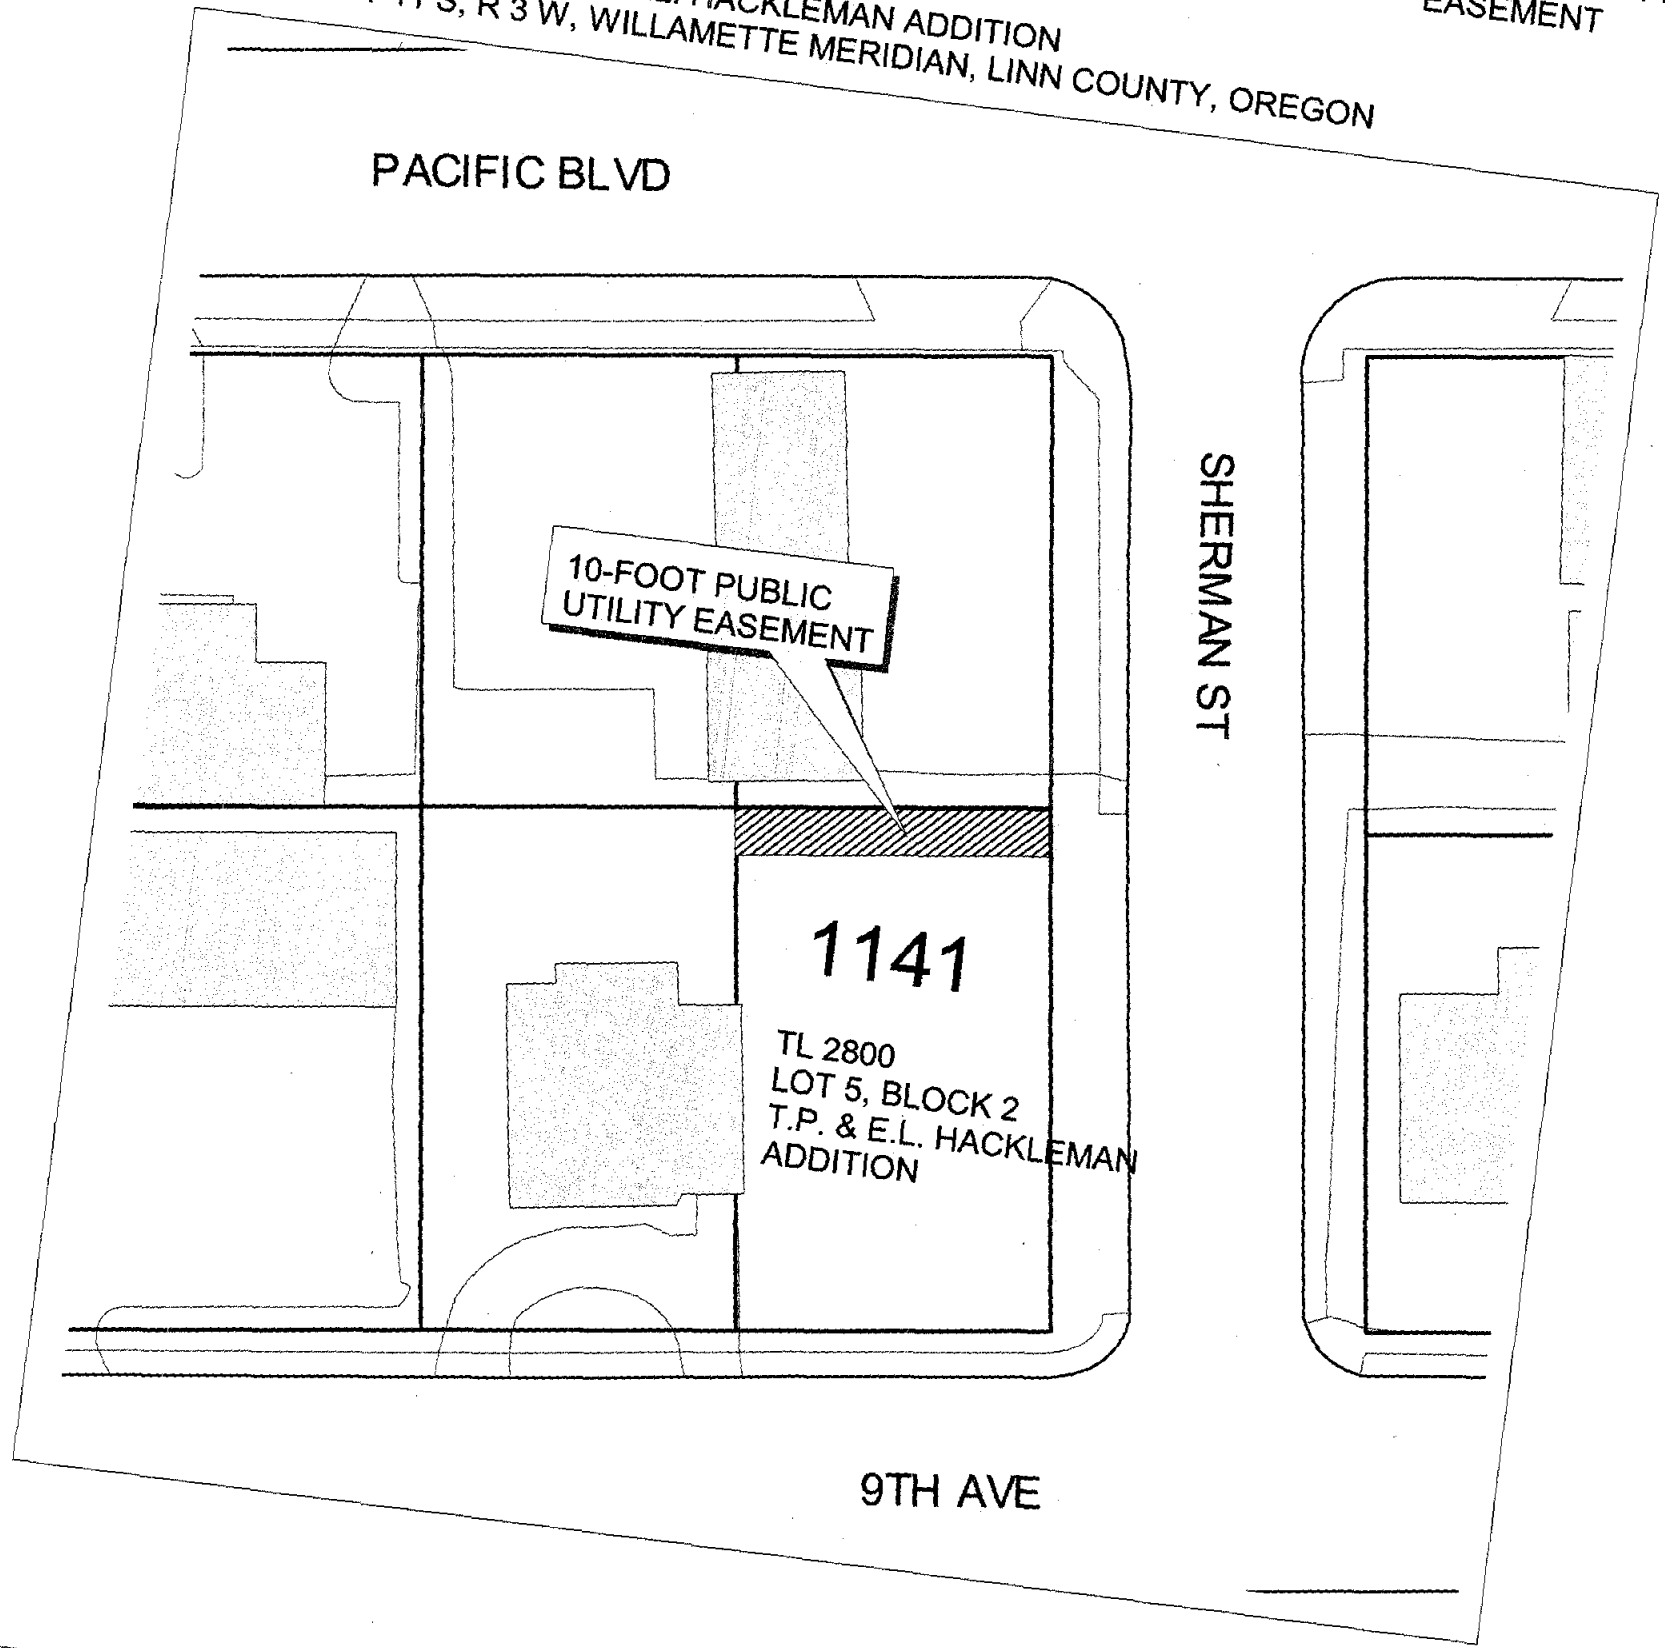 HACKLEMAN ADDITION
S, R 3 W, WILLAMETTE MERIDIAN, LINN COUNTY, OREGON
EASEMENT
PACIFIC BLVD
SHERMAN ST
10-FOOT PUBLIC
UTILITY EASEMENT
1141
TL 2800
LOT 5, BLOCK 2
T.P. & E.L. HACKLEMAN
ADDITION
9TH AVE